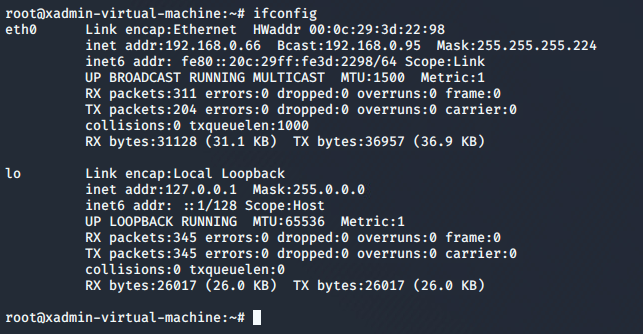 root@xadmin-virtual-machine:~# ifconfig
eth0      Link encap:Ethernet  HWaddr 00:0c:29:3d:22:98
          inet addr:192.168.0.66  Bcast:192.168.0.95  Mask:255.255.255.224
          inet6 addr: fe80::20c:29ff:fe3d:2298/64 Scope:Link
          UP BROADCAST RUNNING MULTICAST  MTU:1500  Metric:1
          RX packets:311 errors:0 dropped:0 overruns:0 frame:0
          TX packets:204 errors:0 dropped:0 overruns:0 carrier:0
          collisions:0 txqueuelen:1000
          RX bytes:31128 (31.1 KB)  TX bytes:36957 (36.9 KB)

lo        Link encap:Local Loopback
          inet addr:127.0.0.1  Mask:255.0.0.0
          inet6 addr: ::1/128 Scope:Host
          UP LOOPBACK RUNNING  MTU:65536  Metric:1
          RX packets:345 errors:0 dropped:0 overruns:0 frame:0
          TX packets:345 errors:0 dropped:0 overruns:0 carrier:0
          collisions:0 txqueuelen:0
          RX bytes:26017 (26.0 KB)  TX bytes:26017 (26.0 KB)

root@xadmin-virtual-machine:~#